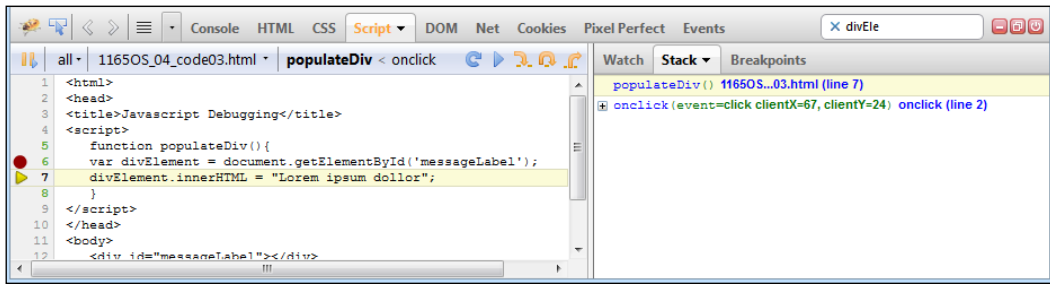 Console HTML CSS Script DOM Net Cookies Pixel Perfect Events divEle
all 1165OS_04_code03.html populateDiv < onclick Watch Stack Breakpoints
1 <html>
2 <head>
3 <title>Javascript Debugging</title>
4 <script>
5 function populateDiv(){
6 var divElement = document.getElementById('messageLabel');
7 divElement.innerHTML = "Lorem ipsum dollor";
8 }
9 </script>
10 </head>
11 <body>
12 <div id="messageLabel"></div>
populateDiv() 1165OS...03.html (line 7)
onclick(event=click clientX=67, clientY=24) onclick (line 2)